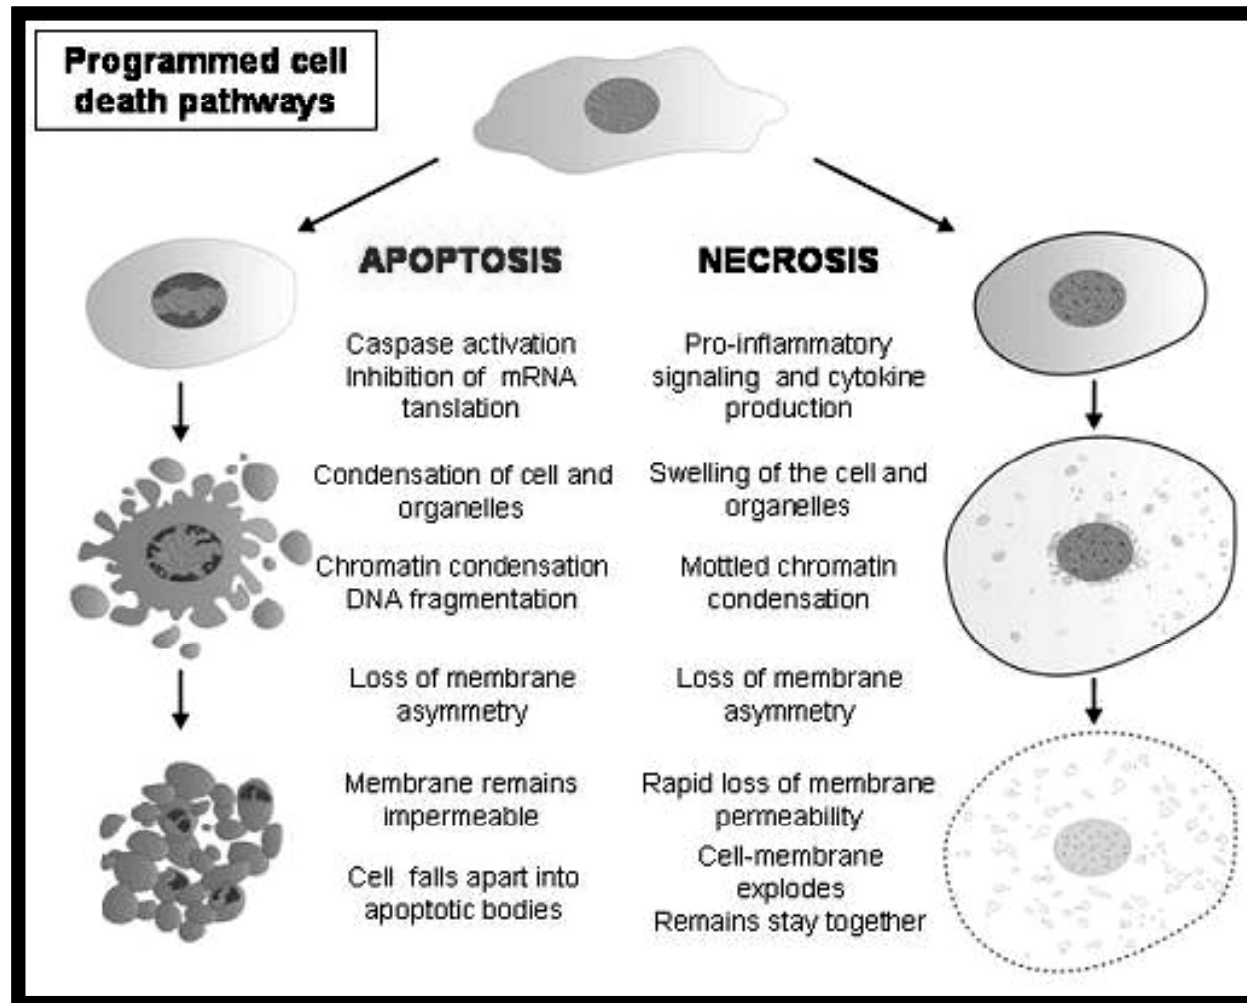 Programmed cell
death pathways
APOPTOSIS
Caspase activation
Inhibition of mRNA
tanslation
Condensation of cell and
organelles
Chromatin condensation
DNA fragmentation
Loss of membrane
asymmetry
Membrane remains
impermeable
Cell falls apart into
apoptotic bodies
NECROSIS
Pro-inflammatory
signaling and cytokine
production
Swelling of the cell and
organelles
Mottled chromatin
condensation
Loss of membrane
asymmetry
Rapid loss of membrane
permeability
Cell-membrane
explodes
Remains stay together